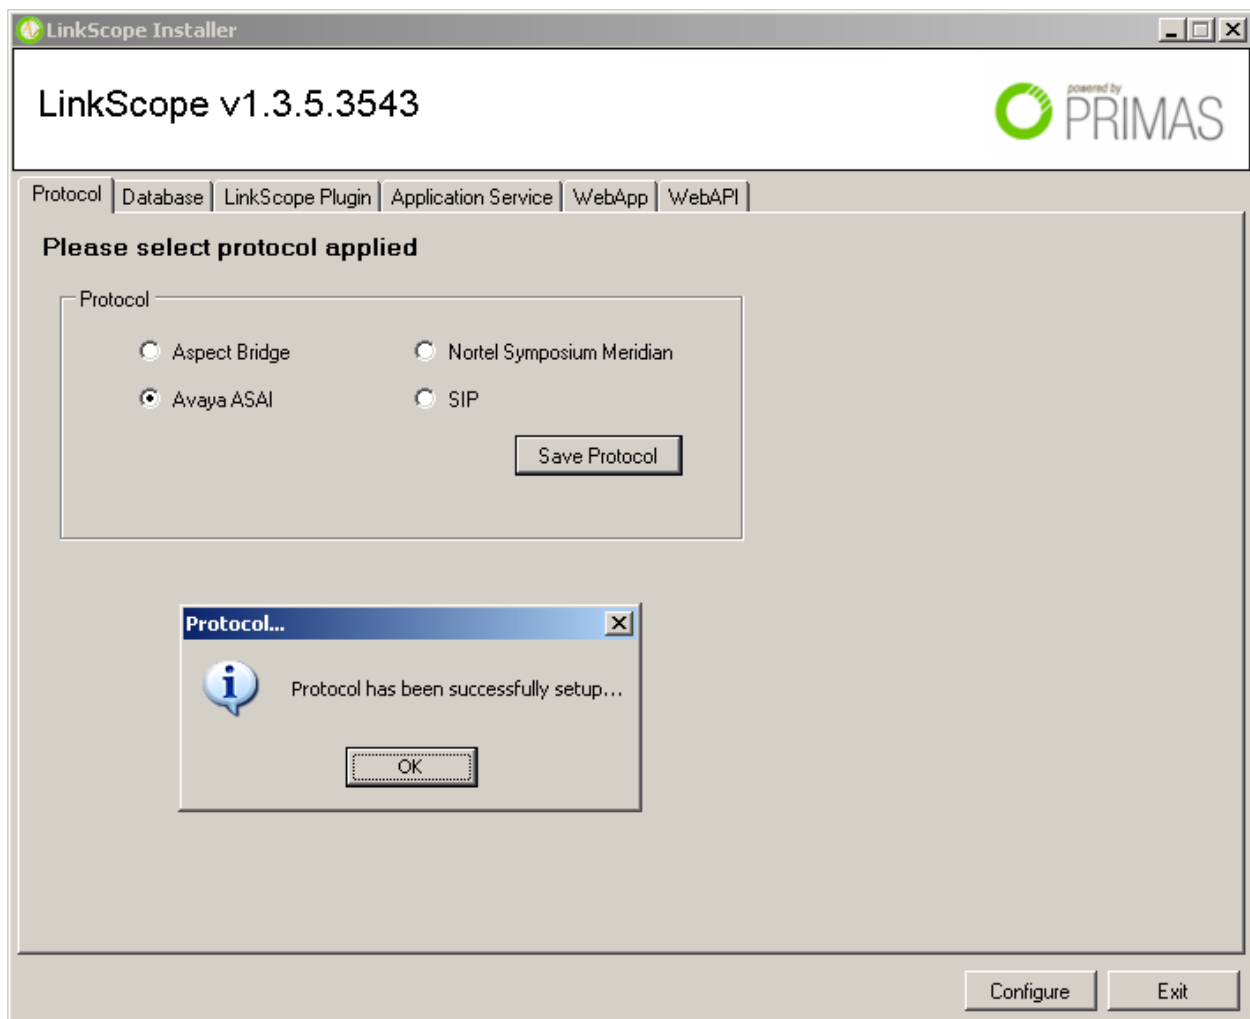 LinkScope Installer
LinkScope v1.3.5.3543
powered by
PRIMAS
Protocol Database LinkScope Plugin Application Service WebApp WebAPI
Please select protocol applied
Protocol
Aspect Bridge Nortel Symposium Meridian
Avaya ASAI SIP
Save Protocol
Protocol...
Protocol has been successfully setup...
OK
Configure Exit